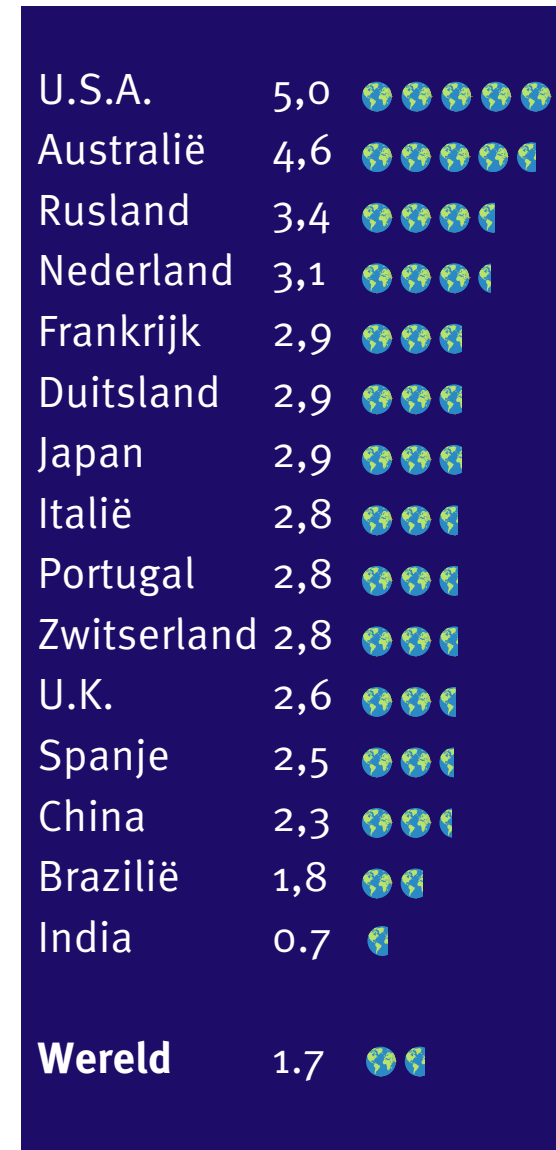 U.S.A. 5,0
Australië 4,6
Rusland 3,4
Nederland 3,1
Frankrijk 2,9
Duitsland 2,9
Japan 2,9
Italië 2,8
Portugal 2,8
Zwitserland 2,8
U.K. 2,6
Spanje 2,5
China 2,3
Brazilië 1,8
India 0.7
Wereld 1.7